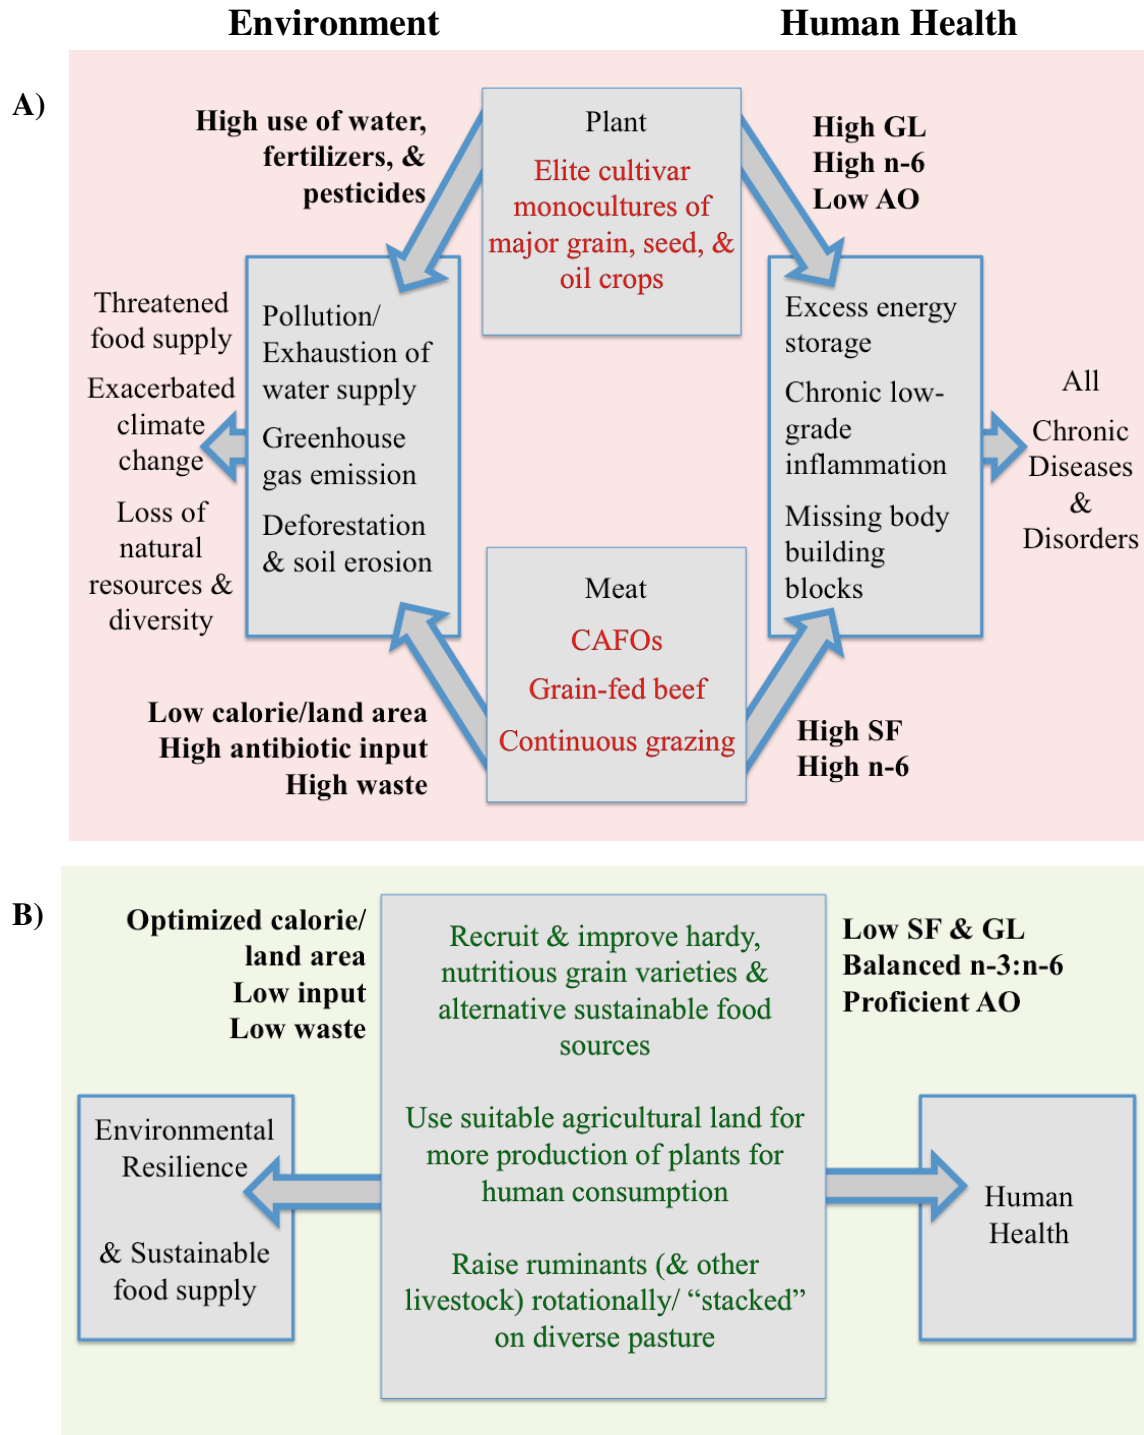 Environment
Human Health
A)
High use of water,
fertilizers, &
pesticides
Plant
Elite cultivar
monocultures of
major grain, seed, &
oil crops
High GL
High n-6
Low AO
Threatened
food supply
Exacerbated
climate
change
Loss of
natural
resources &
diversity
Pollution/
Exhaustion of
water supply
Greenhouse
gas emission
Deforestation
& soil erosion
Excess energy
storage
Chronic low-
grade
inflammation
Missing body
building
blocks
All
Chronic
Diseases
&
Disorders
Meat
CAFOs
Grain-fed beef
Continuous grazing
Low calorie/land area
High antibiotic input
High waste
High SF
High n-6
B)
Optimized calorie/
land area
Low input
Low waste
Recruit & improve hardy,
nutritious grain varieties &
alternative sustainable food
sources
Use suitable agricultural land for
more production of plants for
human consumption
Raise ruminants (& other
livestock) rotationally/ “stacked”
on diverse pasture
Low SF & GL
Balanced n-3:n-6
Proficient AO
Environmental
Resilience
& Sustainable
food supply
Human
Health